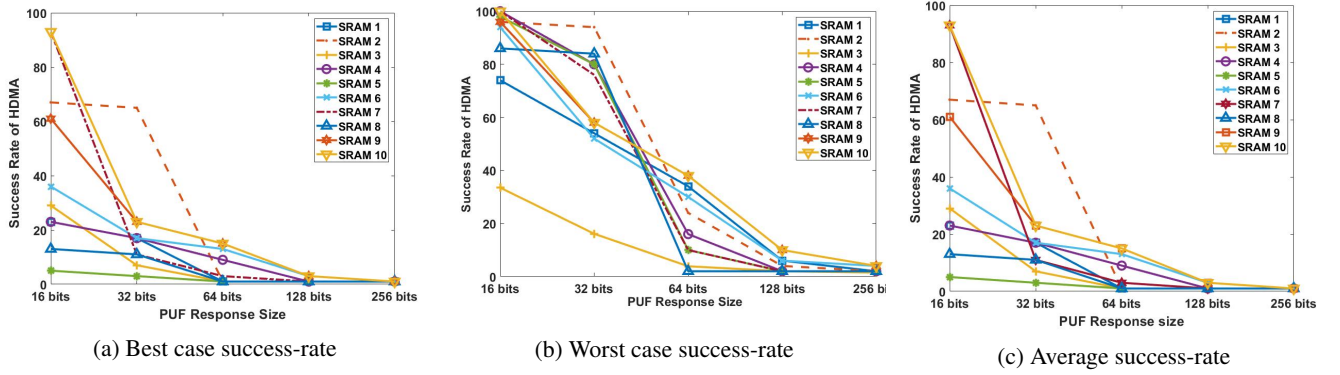 100
80
60
40
20
0
Success Rate of HDMA
16 bits 32 bits 64 bits 128 bits 256 bits
PUF Response Size
SRAM 1
SRAM 2
SRAM 3
SRAM 4
SRAM 5
SRAM 6
SRAM 7
SRAM 8
SRAM 9
SRAM 10
(a) Best case success-rate
100
80
60
40
20
0
Success Rate of HDMA
16 bits 32 bits 64 bits 128 bits 256 bits
PUF Response Size
SRAM 1
SRAM 2
SRAM 3
SRAM 4
SRAM 5
SRAM 6
SRAM 7
SRAM 8
SRAM 9
SRAM 10
(b) Worst case success-rate
100
80
60
40
20
0
Success Rate of HDMA
16 bits 32 bits 64 bits 128 bits 256 bits
PUF Response size
SRAM 1
SRAM 2
SRAM 3
SRAM 4
SRAM 5
SRAM 6
SRAM 7
SRAM 8
SRAM 9
SRAM 10
(c) Average success-rate